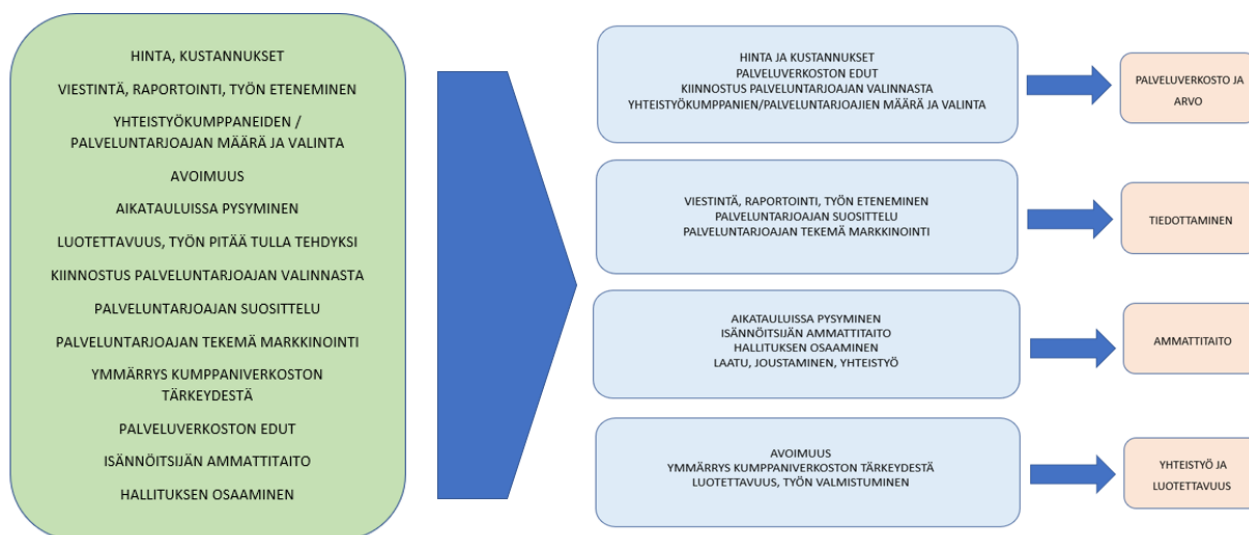 HINTA, KUSTANNUKSET
VIESTINTÄ, RAPORTOINTI, TYÖN ETENEMINEN
YHTEISTYÖKUMPPANEIDEN /
PALVELUNTARJOAJAN MÄÄRÄ JA VALINTA
AVOIMUUS
AIKATAULUISSA PYSYMINEN
LUOTETTAVUUS, TYÖN PITÄÄ TULLA TEHDYKSI
KIINNOSTUS PALVELUNTARJOAJAN VALINNASTA
PALVELUNTARJOAJAN SUOSITTELU
PALVELUNTARJOAJAN TEKEMÄ MARKKINOINTI
YMMÄRRYS KUMPPANIVERKOSTON
TÄRKEYDESTÄ
PALVELUVERKOSTON EDUT
ISÄNNÖITSIJÄN AMMATTITAITO
HALLITUKSEN OSAAMINEN
HINTA JA KUSTANNUKSET
PALVELUVERKOSTON EDUT
KIINNOSTUS PALVELUNTARJOAJAN VALINNASTA
YHTEISTYÖKUMPPANIEN/PALVELUNTARJOAJIEN MÄÄRÄ JA VALINTA
PALVELUVERKOSTO JA
ARVO
VIESTINTÄ, RAPORTOINTI, TYÖN ETENEMINEN
PALVELUNTARJOAJAN SUOSITTELU
PALVELUNTARJOAJAN TEKEMÄ MARKKINOINTI
TIEDOTTAMINEN
AIKATAULUISSA PYSYMINEN
ISÄNNÖITSIJÄN AMMATTITAITO
HALLITUKSEN OSAAMINEN
LAATU, JOUSTAMINEN, YHTEISTYÖ
AMMATTITAITO
AVOIMUUS
YMMÄRRYS KUMPPANIVERKOSTON TÄRKEYDESTÄ
LUOTETTAVUUS, TYÖN VALMISTUMINEN
YHTEISTYÖ JA
LUOTETTAVUUS